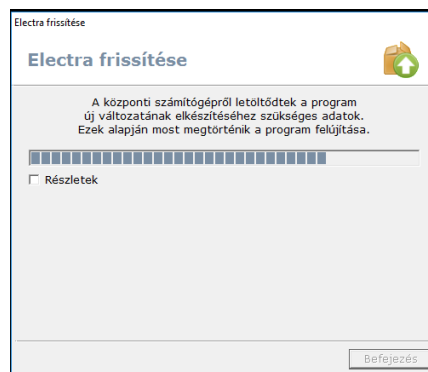 Electra frissítése
Electra frissítése
A központi számítógépről letöltődtek a program
új változatának elkészítéséhez szükséges adatok.
Ezek alapján most megtörténik a program felújítása.
Részletek
Befejezés